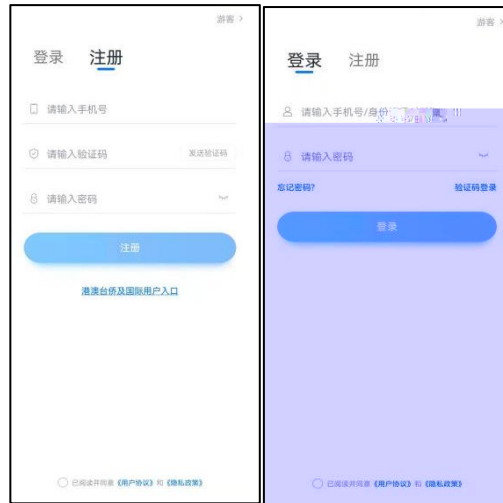 游客 >
登录 注册
请输入手机号
请输入验证码 发送验证码
请输入密码
注册
港澳台侨及国际用户入口
已阅读并同意《用户协议》和《隐私政策》
游客 >
登录 注册
请输入手机号/身份
请输入密码
忘记密码? 验证码登录
登录
已阅读并同意《用户协议》和《隐私政策》